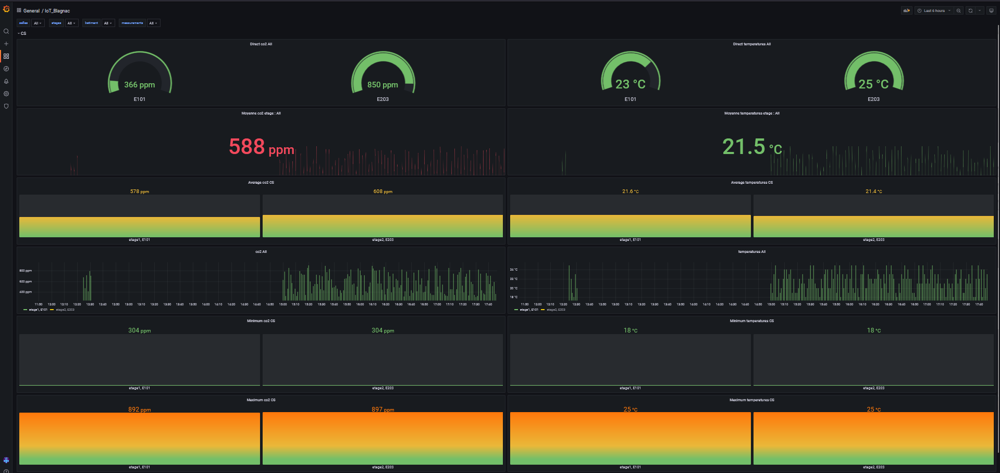 General / IoT_Blagnac
Last 6 hours
salles All etages All batiment All measurements All
CS
Direct co2 All
366 ppm
E101
850 ppm
E203
Direct temperatures All
23 °C
E101
25 °C
E203
Moyenne co2 etage : All
588 ppm
Moyenne temperatures etage : All
21.5 °C
Average co2 CS
578 ppm
608 ppm
etage1, E101
etage2, E203
Average temperatures CS
21.6 °C
21.4 °C
etage1, E101
etage2, E203
co2 All
800 ppm
600 ppm
400 ppm
11:50 12:00 12:10 12:20 12:30 12:40 12:50 13:00 13:10 13:20 13:30 13:40 13:50 14:00 14:10 14:20 14:30 14:40 14:50 15:00 15:10 15:20 15:30 15:40 15:50 16:00 16:10 16:20 16:30 16:40 16:50 17:00 17:10 17:20 17:30 17:40
etage1, E101 etage2, E203
temperatures All
24 °C
22 °C
20 °C
18 °C
11:50 12:00 12:10 12:20 12:30 12:40 12:50 13:00 13:10 13:20 13:30 13:40 13:50 14:00 14:10 14:20 14:30 14:40 14:50 15:00 15:10 15:20 15:30 15:40 15:50 16:00 16:10 16:20 16:30 16:40 16:50 17:00 17:10 17:20 17:30 17:40
etage1, E101 etage2, E203
Minimum co2 CS
304 ppm
304 ppm
etage1, E101
etage2, E203
Minimum temperatures CS
18 °C
18 °C
etage1, E101
etage2, E203
Maximum co2 CS
892 ppm
897 ppm
etage1, E101
etage2, E203
Maximum temperatures CS
25 °C
25 °C
etage1, E101
etage2, E203